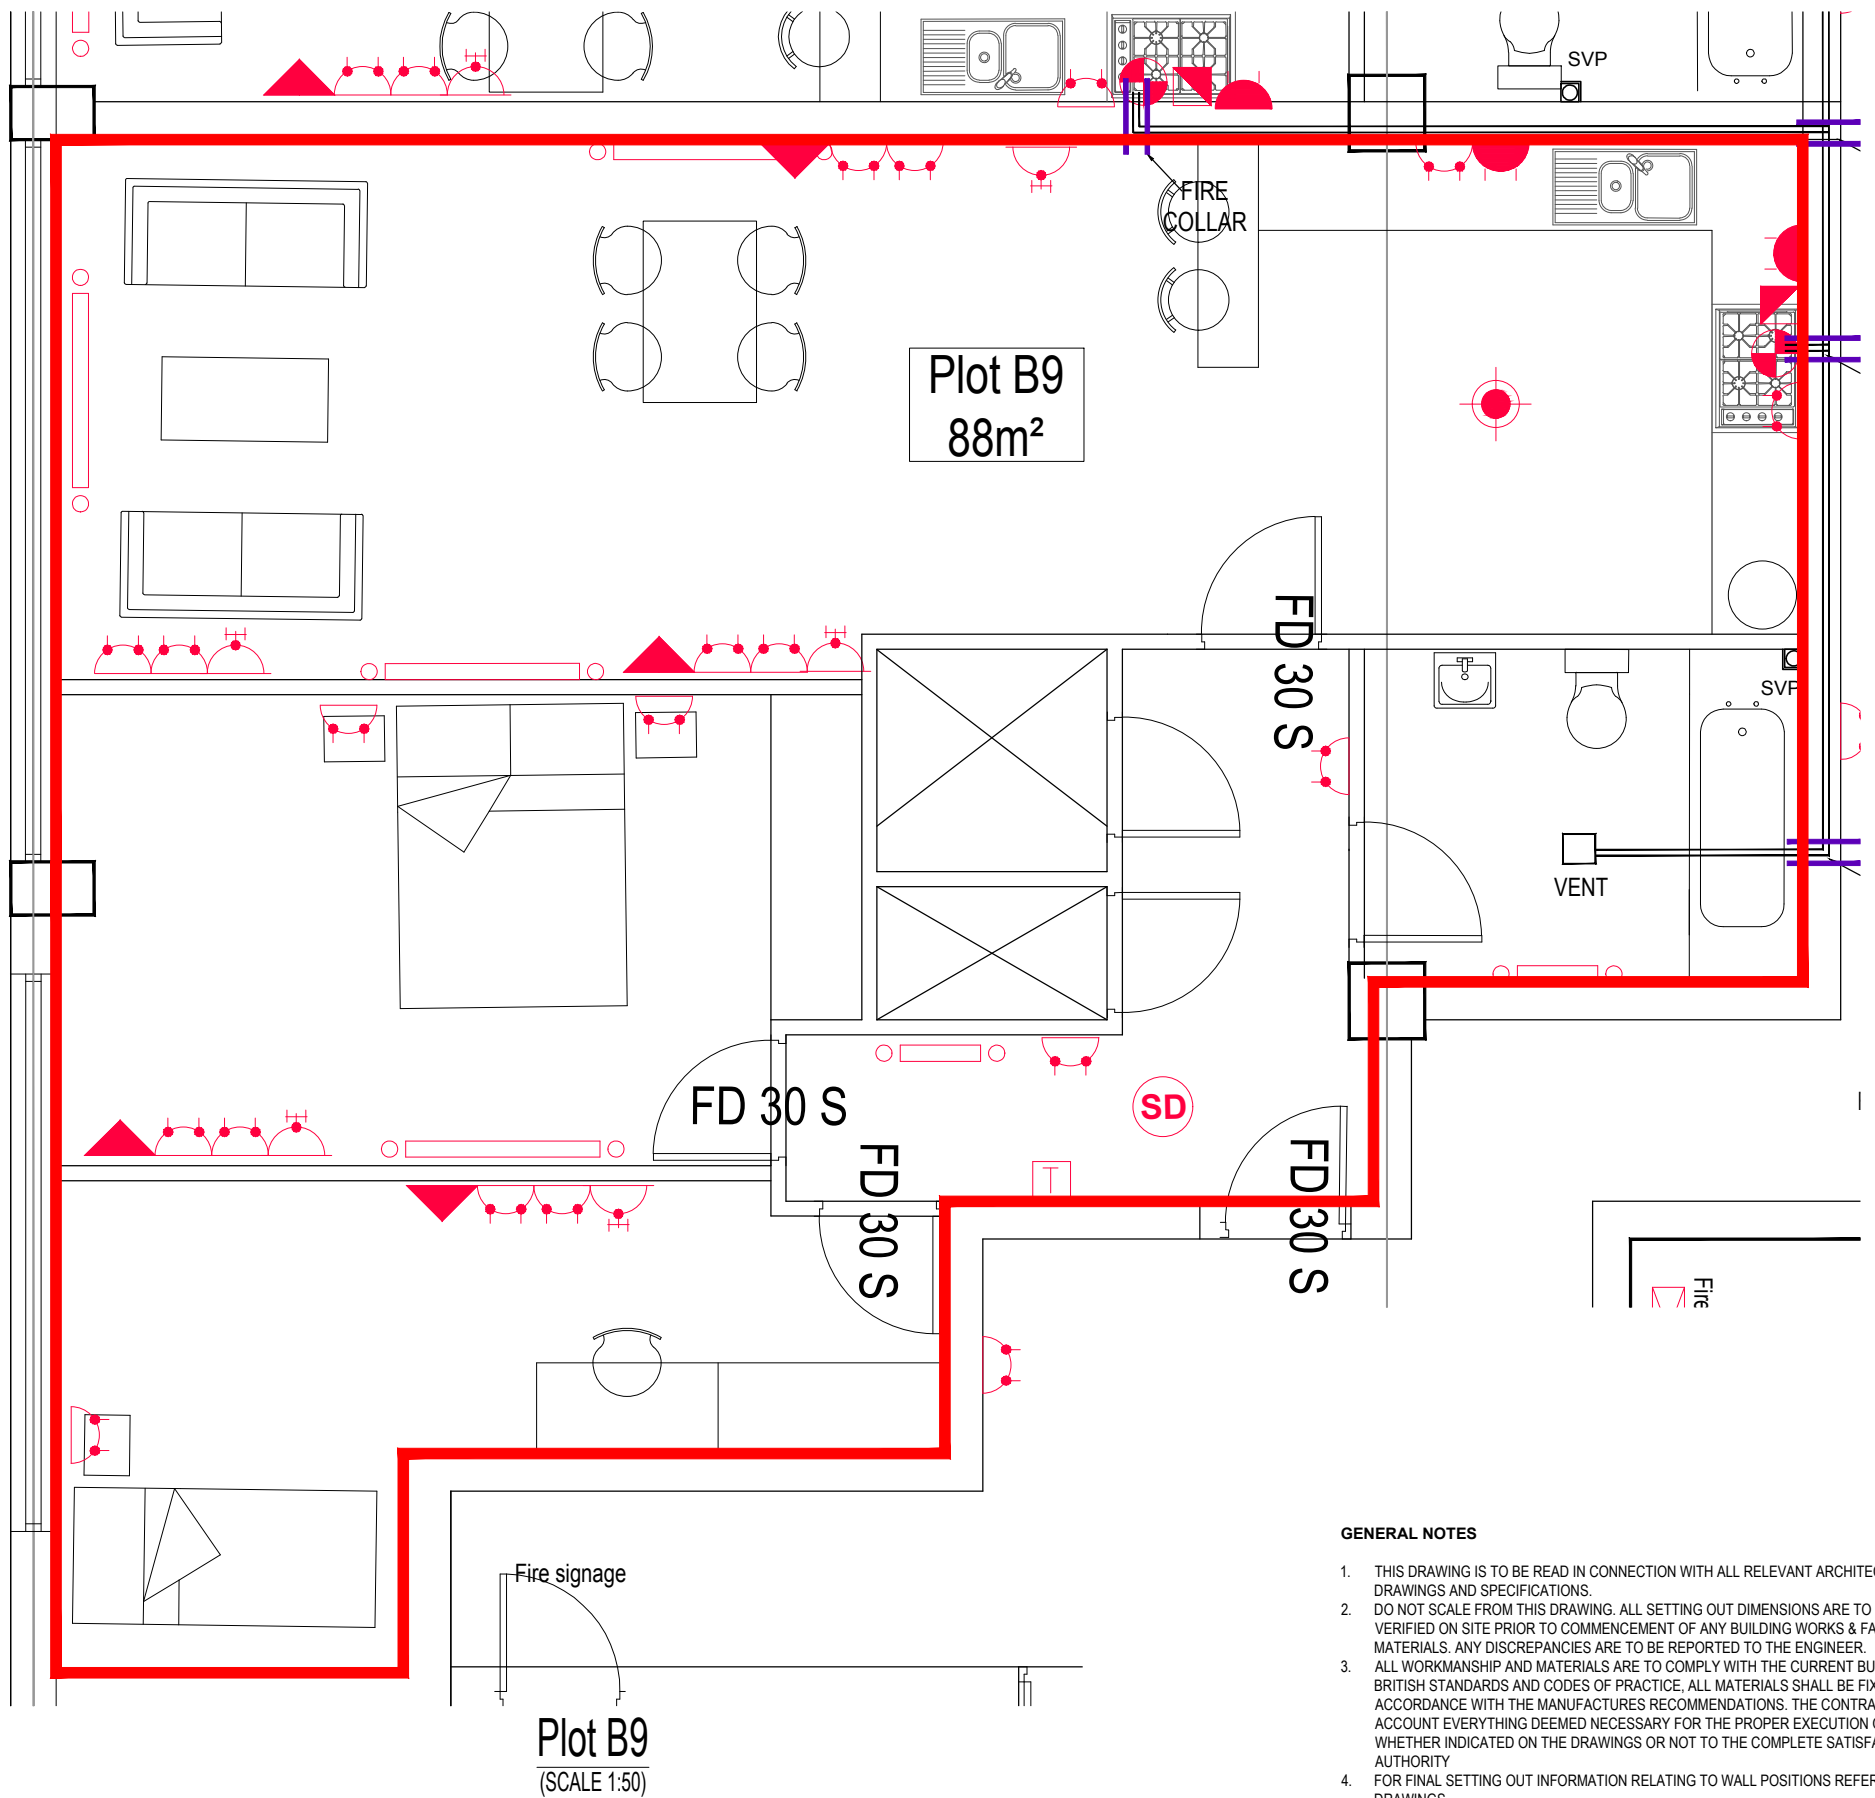 SVP
FIRE
COLLAR
Plot B9
88m²
FD 30 S
SVP
VENT
FD 30 S
SD
T
FD 30 S
FD 30 S
Fire
Fire signage
Plot B9
(SCALE 1:50)
GENERAL NOTES
1. THIS DRAWING IS TO BE READ IN CONNECTION WITH ALL RELEVANT
DRAWINGS AND SPECIFICATIONS.
2. DO NOT SCALE FROM THIS DRAWING. ALL SETTING OUT DIMENSIONS ARE TO
VERIFIED ON SITE PRIOR TO COMMENCEMENT OF ANY BUILDING WORKS &
MATERIALS. ANY DISCREPANCIES ARE TO BE REPORTED TO THE ENGINEER.
3. ALL WORKMANSHIP AND MATERIALS ARE TO COMPLY WITH THE CURRENT
BRITISH STANDARDS AND CODES OF PRACTICE, ALL MATERIALS SHALL BE
ACCORDANCE WITH THE MANUFACTURES RECOMMENDATIONS. THE
ACCOUNT EVERYTHING DEEMED NECESSARY FOR THE PROPER EXECUTION
WHETHER INDICATED ON THE DRAWINGS OR NOT TO THE COMPLETE
AUTHORITY
4. FOR FINAL SETTING OUT INFORMATION RELATING TO WALL POSITIONS REFER